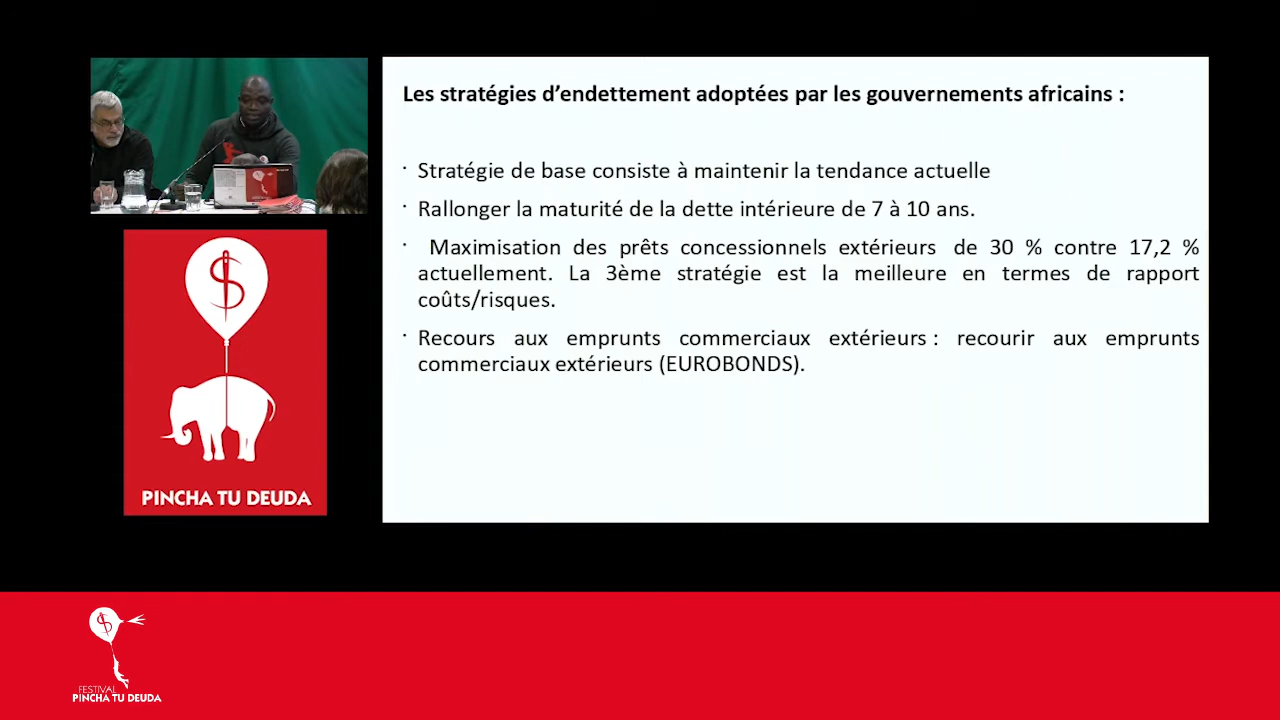 Les stratégies d’endettement adoptées par les gouvernements africains :
· Stratégie de base consiste à maintenir la tendance actuelle
· Rallonger la maturité de la dette intérieure de 7 à 10 ans.
· Maximisation des prêts concessionnels extérieurs de 30 % contre 17,2 %
actuellement. La 3ème stratégie est la meilleure en termes de rapport
coûts/risques.
· Recours aux emprunts commerciaux extérieurs : recourir aux emprunts
commerciaux extérieurs (EUROBONDS).
PINCHA TU DEUDA
FESTIVAL
PINCHA TU DEUDA